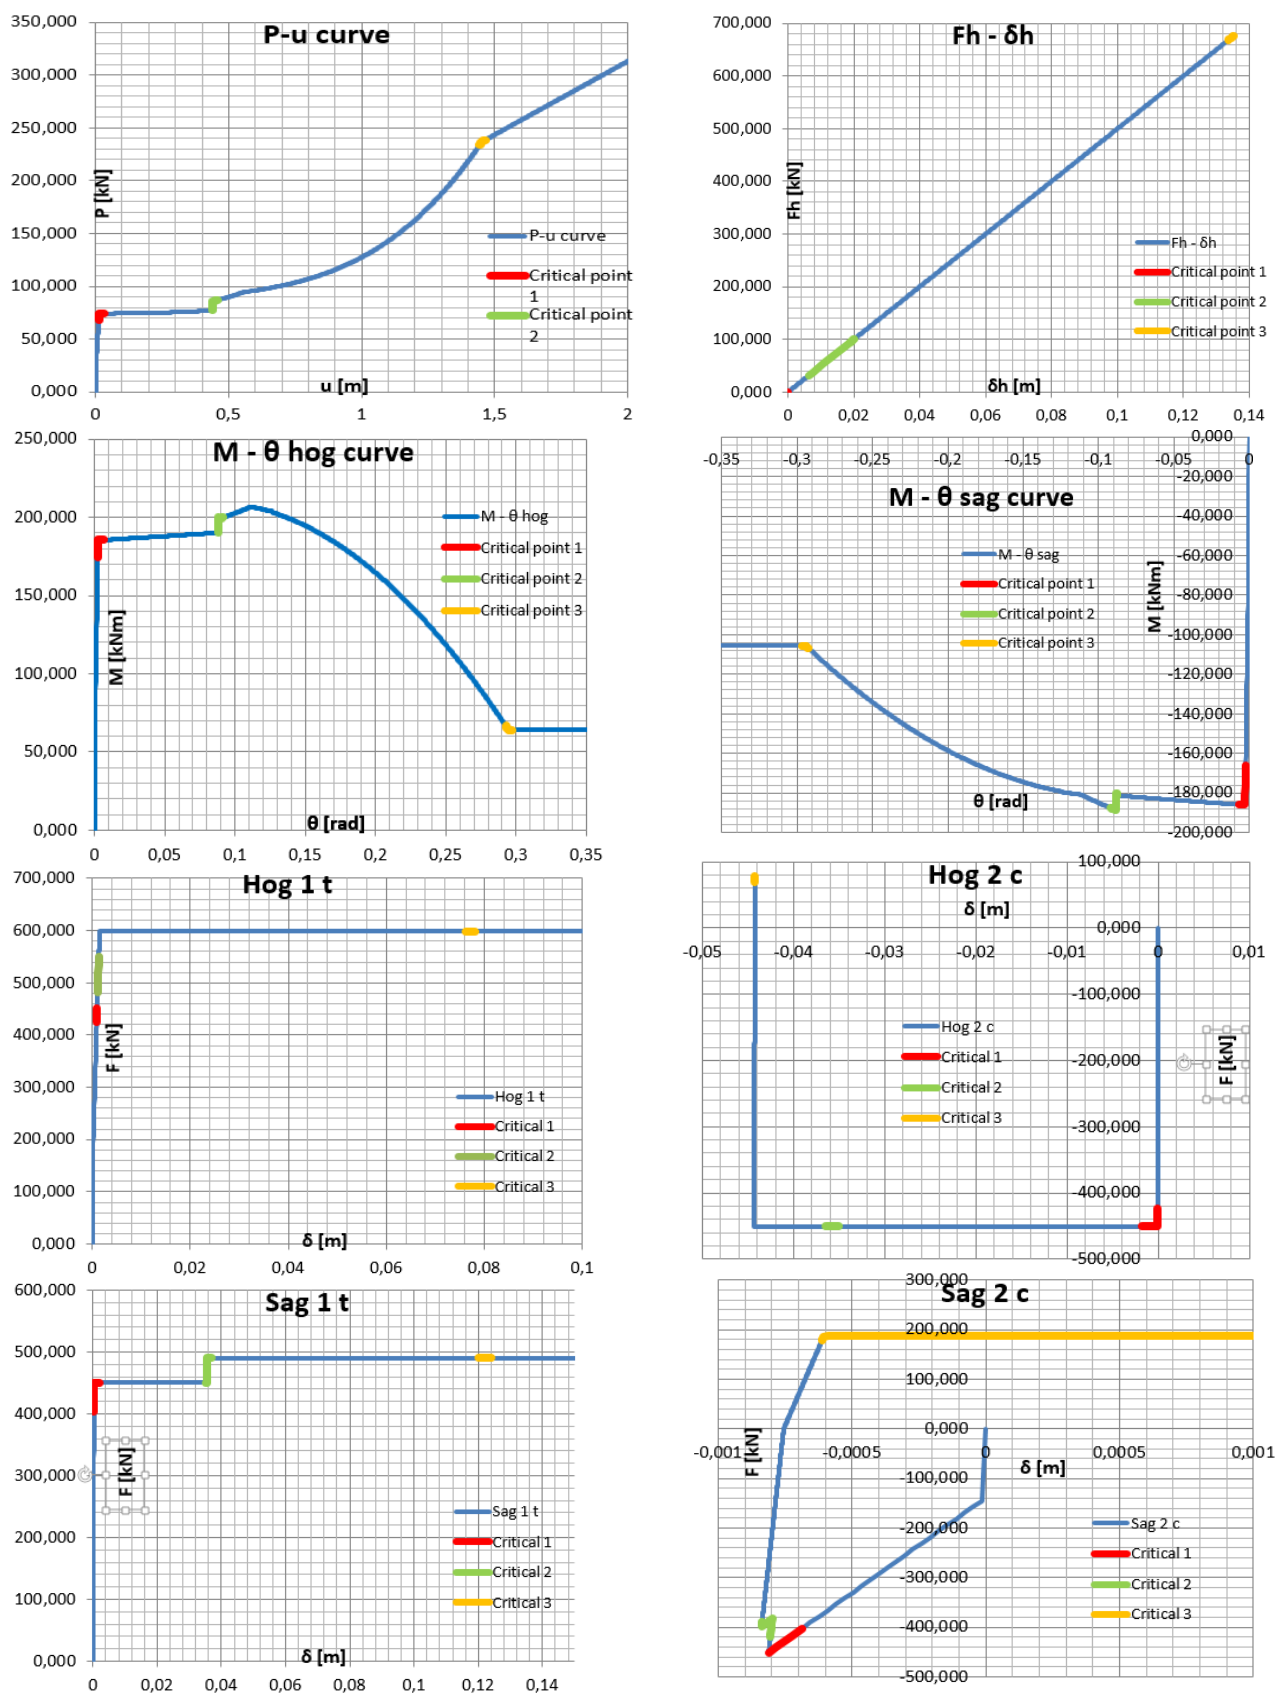 P-u curve
350,000
300,000
250,000
200,000
150,000
100,000
50,000
0,000
P [kN]
P-u curve
Critical point
1
Critical point
2
u [m]
0
0,5
1
1,5
2
Fh - δh
700,000
600,000
500,000
400,000
300,000
200,000
100,000
0,000
Fh [kN]
Fh - δh
Critical point 1
Critical point 2
Critical point 3
δh [m]
0
0,02
0,04
0,06
0,08
0,1
0,12
0,14
M - θ hog curve
250,000
200,000
150,000
100,000
50,000
0,000
M [kNm]
M - θ hog
Critical point 1
Critical point 2
Critical point 3
θ [rad]
0
0,05
0,1
0,15
0,2
0,25
0,3
0,35
-0,35
-0,3
-0,25
-0,2
-0,15
-0,1
-0,05
0
M - θ sag curve
0,000
-20,000
-40,000
-60,000
-80,000
-100,000
-120,000
-140,000
-160,000
-180,000
-200,000
M [kNm]
M - θ sag
Critical point 1
Critical point 2
Critical point 3
θ [rad]
Hog 1 t
700,000
600,000
500,000
400,000
300,000
200,000
100,000
0,000
F [kN]
Hog 1 t
Critical 1
Critical 2
Critical 3
δ [m]
0
0,02
0,04
0,06
0,08
0,1
Hog 2 c
δ [m]
100,000
0,000
-100,000
-200,000
-300,000
-400,000
-500,000
-0,05
-0,04
-0,03
-0,02
-0,01
0
0,01
F [kN]
Hog 2 c
Critical 1
Critical 2
Critical 3
Sag 1 t
600,000
500,000
400,000
300,000
200,000
100,000
0,000
F [kN]
Sag 1 t
Critical 1
Critical 2
Critical 3
δ [m]
0
0,02
0,04
0,06
0,08
0,1
0,12
0,14
Sag 2 c
300,000
200,000
100,000
0,000
-100,000
-200,000
-300,000
-400,000
-500,000
-0,001
-0,0005
0
0,0005
0,001
F [kN]
δ [m]
Sag 2 c
Critical 1
Critical 2
Critical 3